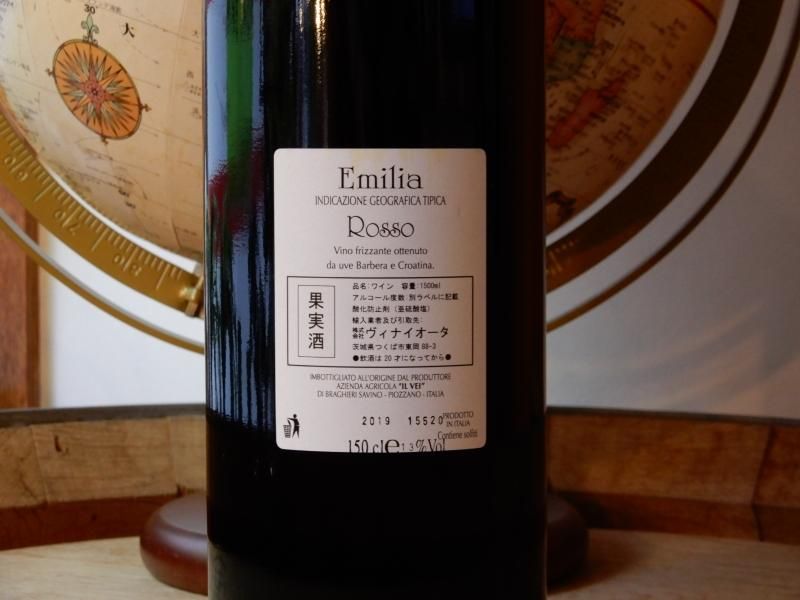 30
大
Emilia
INDICAZIONE GEOGRAFICA TIPICA
Rosso
Vino frizzante ottenuto
da uve Barbera e Croatina.
果実酒
品名:ワイン 容量:1500ml
アルコール度数:別ラベルに記載
酸化防止剤 (亜硫酸塩)
輸入業者及び引取先:
株式会社 ヴィナイオータ
茨城県つくば市東岡 88-3
●飲酒は20才になってから●
IMBOTTIGLIATO ALL'ORIGINE DAL PRODUTTORE
AZIENDA AGRICOLA "IL VEI"
DI BRAGHIERI SAVINO - PIOZZANO - ITALIA
2019 15520
PRODOTTO
IN ITALIA
Contiene solfiti
150 cl e 13%Vol